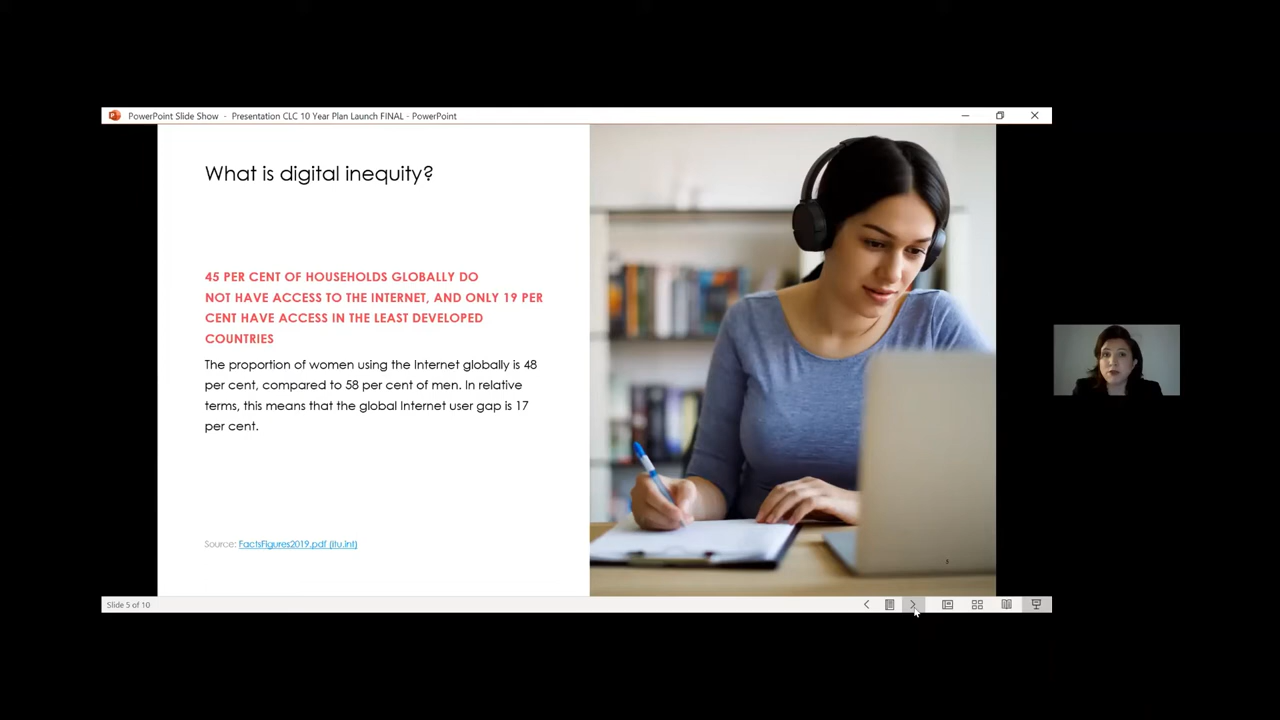 PowerPoint Slide Show - Presentation CLC 10 Year Plan Launch FINAL - PowerPoint
What is digital inequity?
45 PER CENT OF HOUSEHOLDS GLOBALLY DO
NOT HAVE ACCESS TO THE INTERNET, AND ONLY 19 PER
CENT HAVE ACCESS IN THE LEAST DEVELOPED
COUNTRIES
The proportion of women using the Internet globally is 48
per cent, compared to 58 per cent of men. In relative
terms, this means that the global Internet user gap is 17
per cent.
Source: FactsFigures2019.pdf (itu.int)
Slide 5 of 10